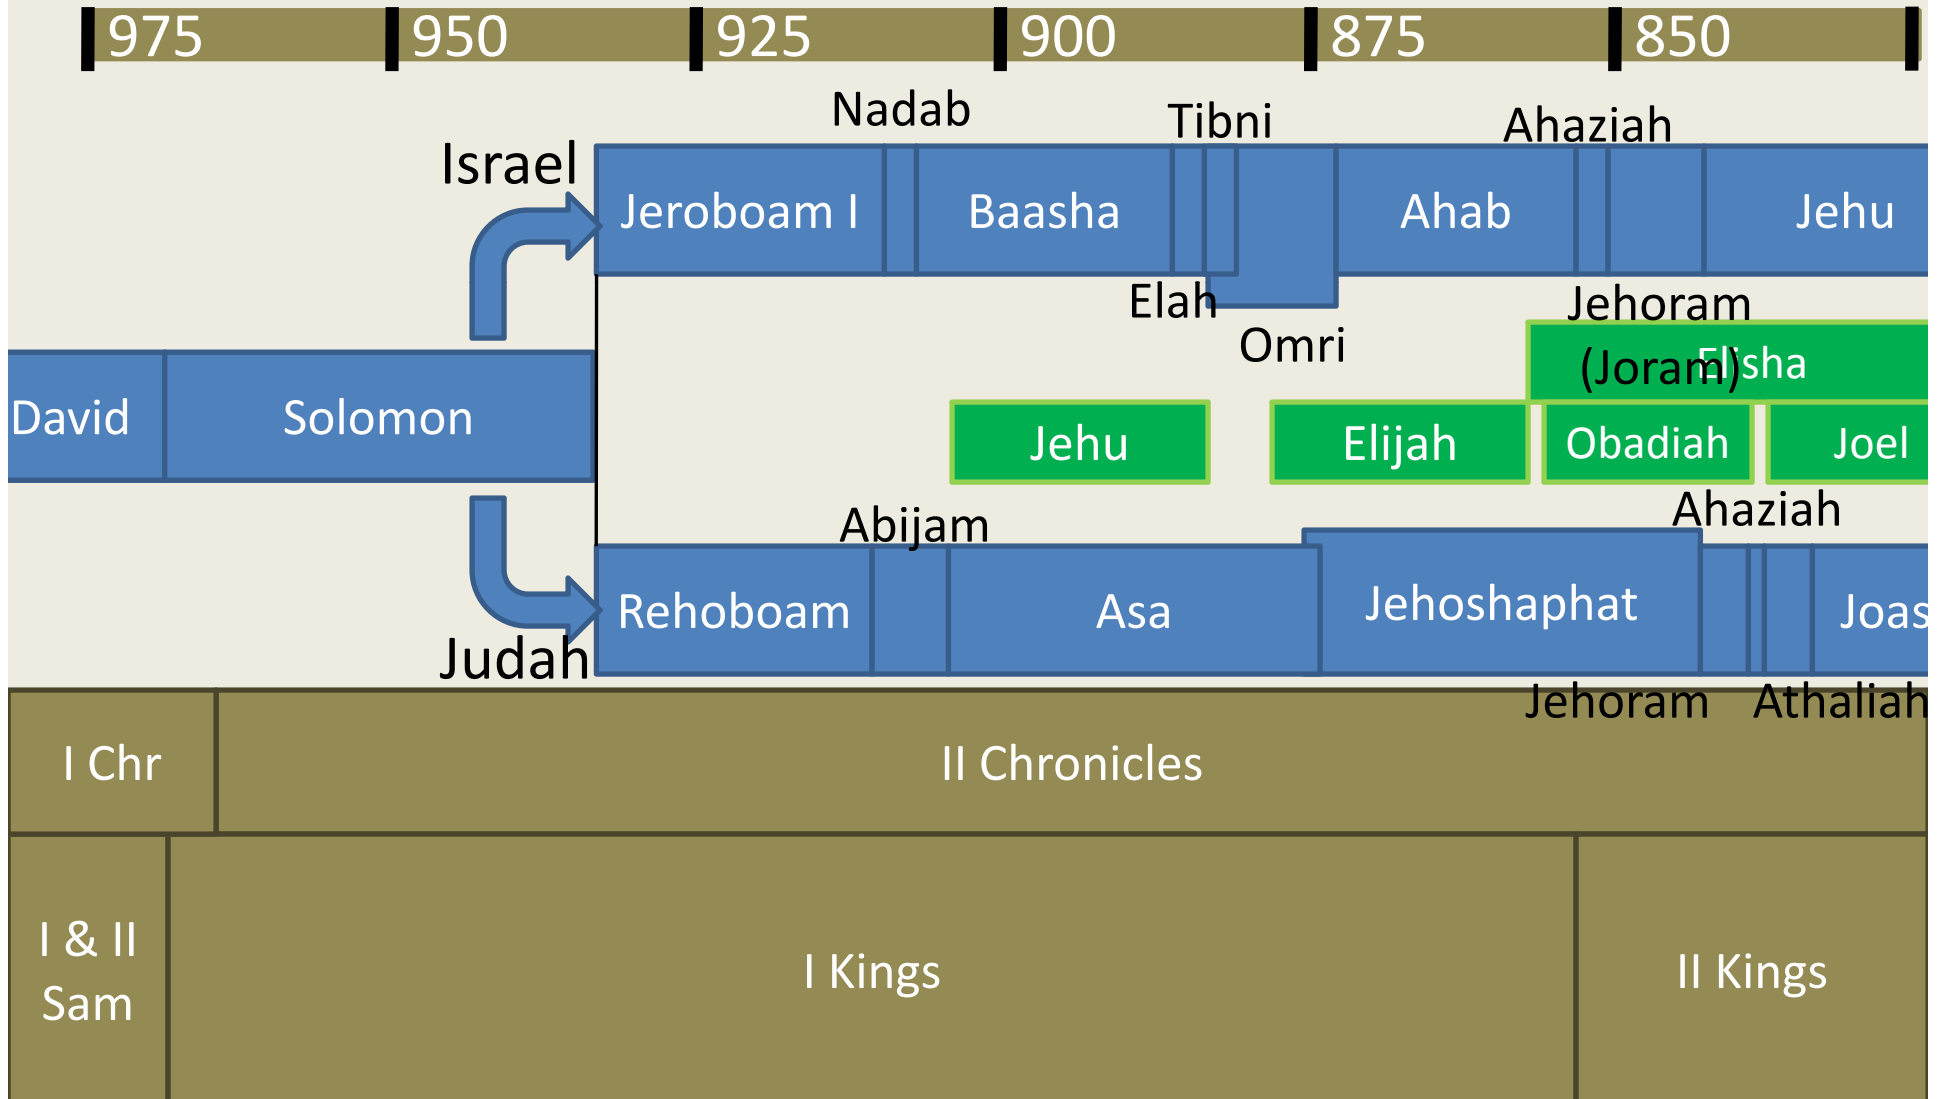 975 950 925 900 875 850
Nadab Tibni Ahaziah
Israel
Jeroboam I Baasha Ahab Jehu
Elah Jehoram
Omri (Joram) Elisha
David Solomon
Jehu Elijah Obadiah Joel
Abijam Ahaziah
Rehoboam Asa Jehoshaphat Joas
Judah
Jehoram Athaliah
I Chr II Chronicles
I & II
Sam
I Kings II Kings